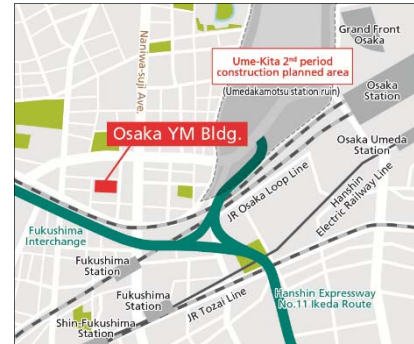 Grand Front
Osaka
Naniwa-suji Ave.
Ume-Kita 2nd period
construction planned area
(Umedakamotsu station ruin)
Osaka
Station
Osaka YM Bldg.
Osaka Umeda
Station
JR Osaka Loop Line
Hanshin
Electric Railway Line
Fukushima
Interchange
Fukushima
Station
Fukushima
Station
JR Tozai Line
Hanshin Expressway
No.11 Ikeda Route
Shin-Fukushima
Station